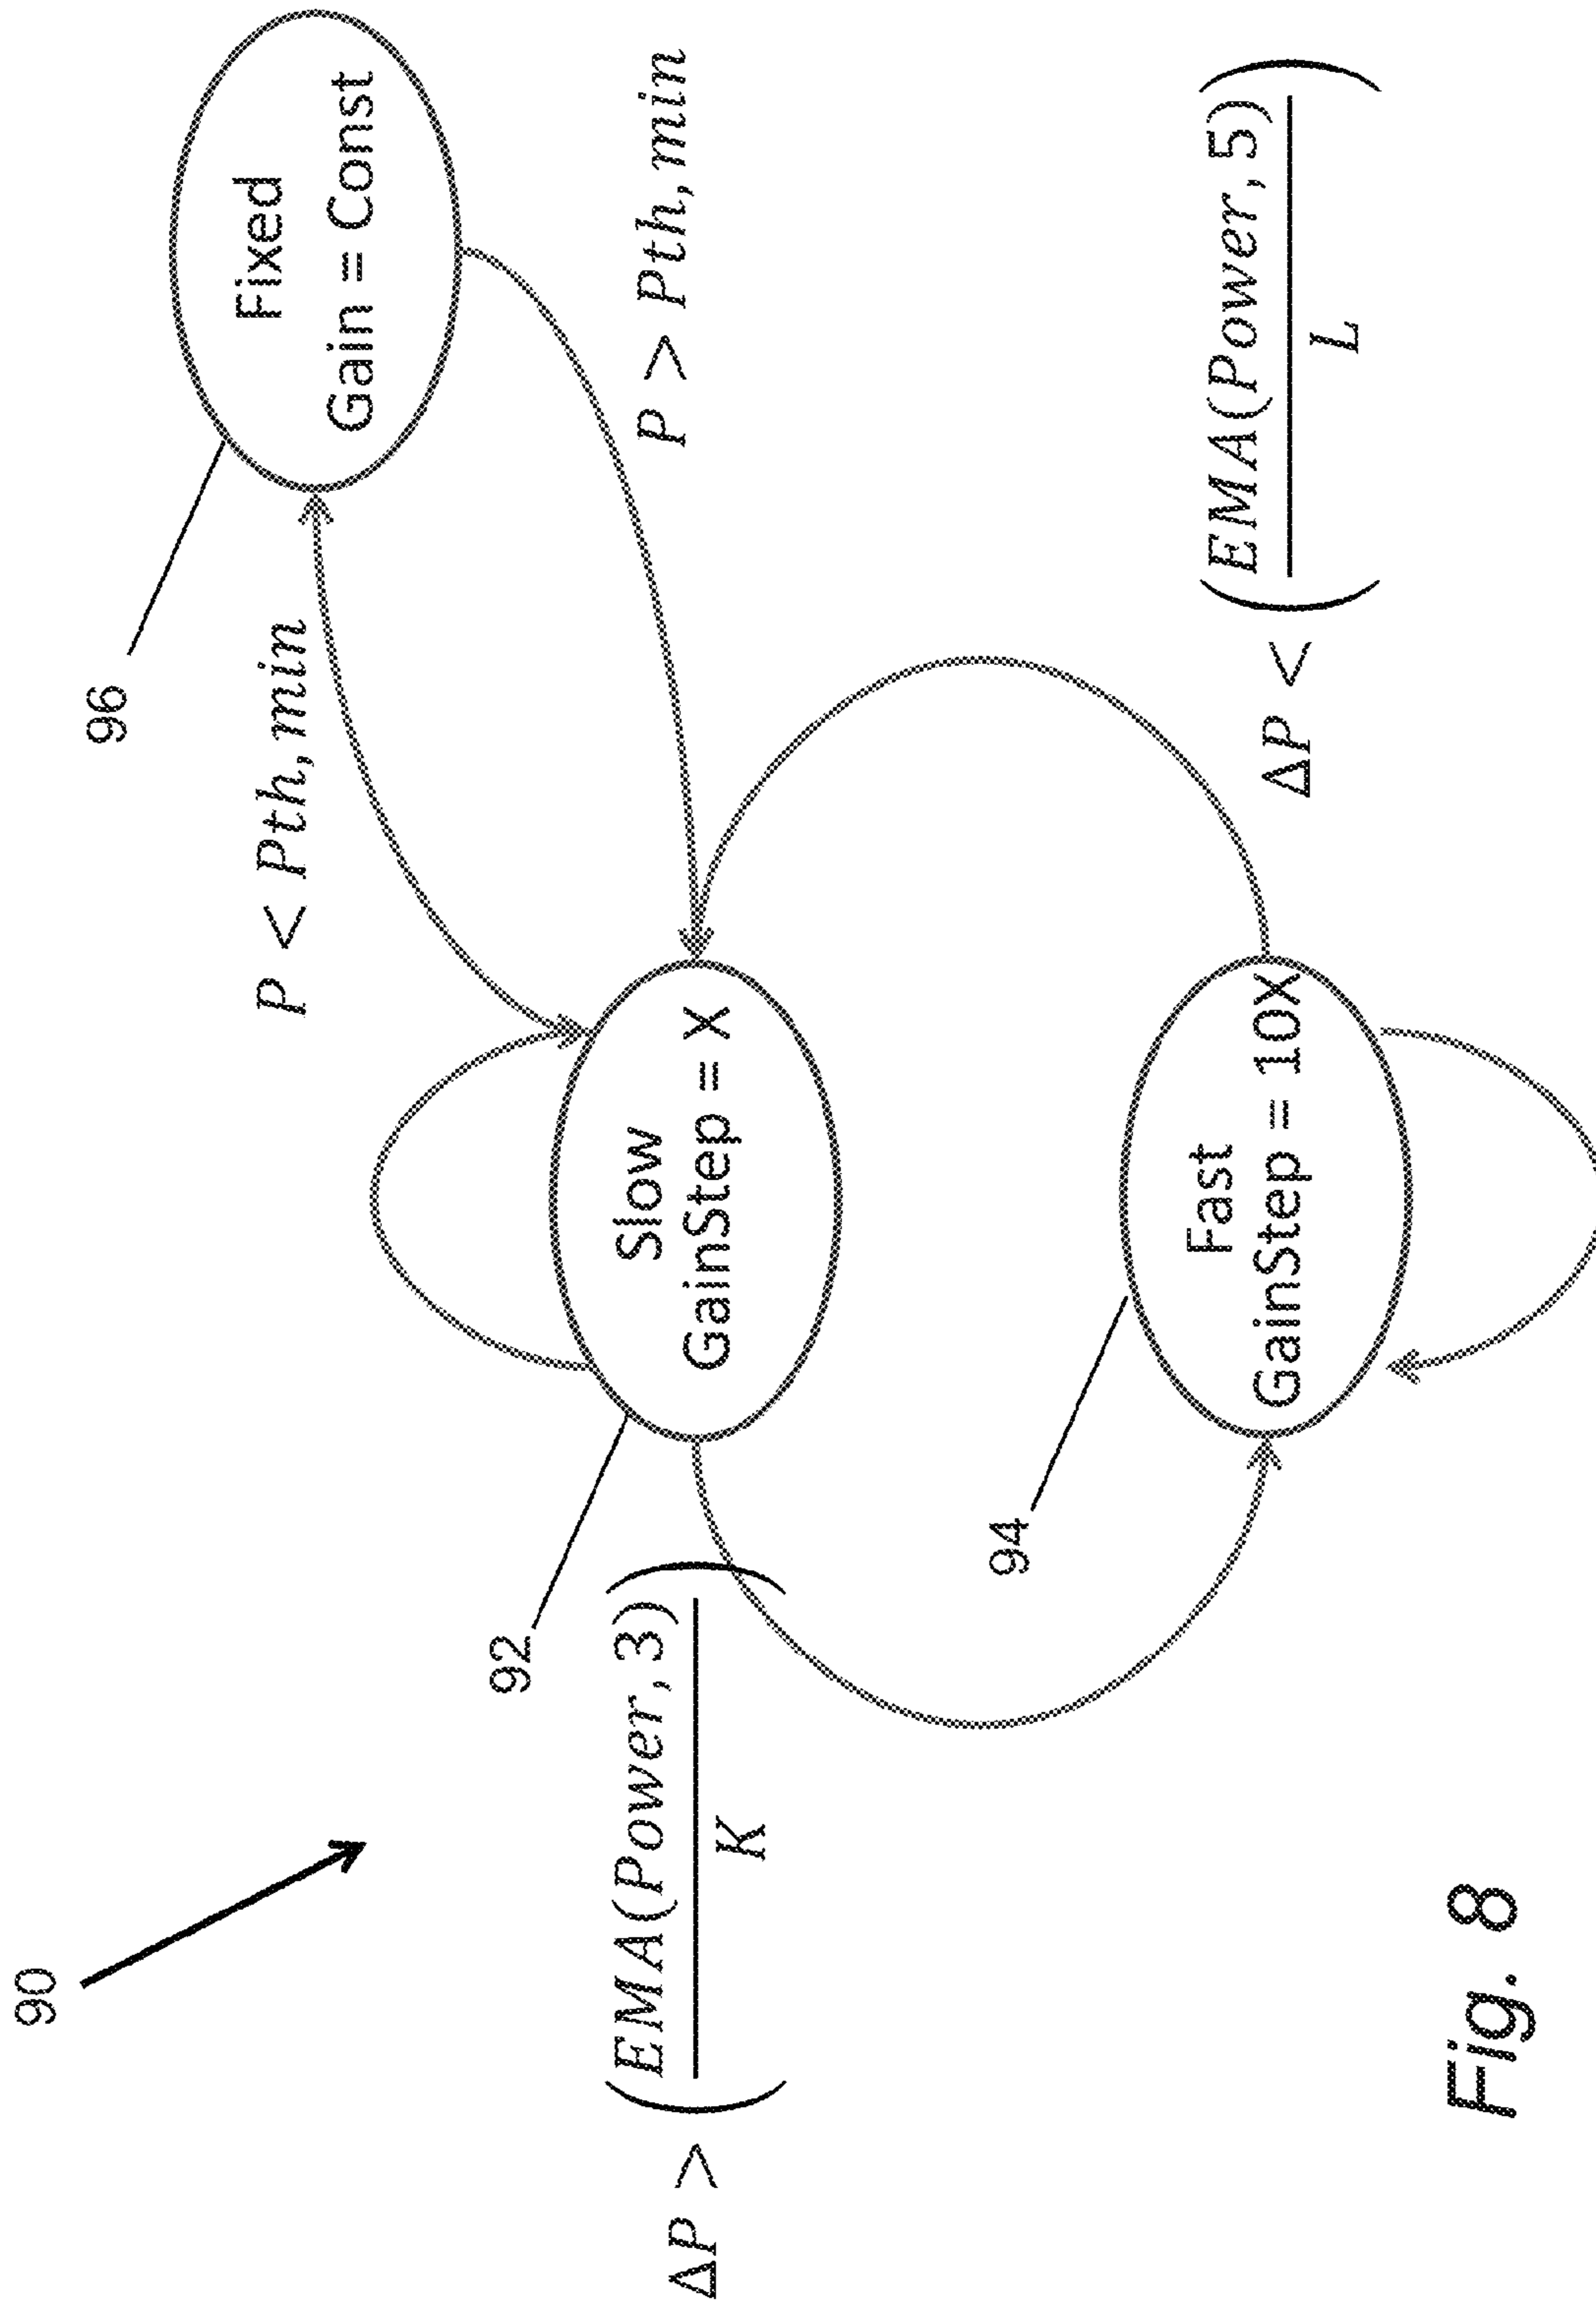 90
96
Fixed
Gain = Const
P < Pth, min
P > Pth, min
92
Slow
GainStep = X
ΔP > (EMA(Power, 3)
K)
94
Fast
GainStep = 10X
ΔP < (EMA(Power, 5)
L)
Fig. 8